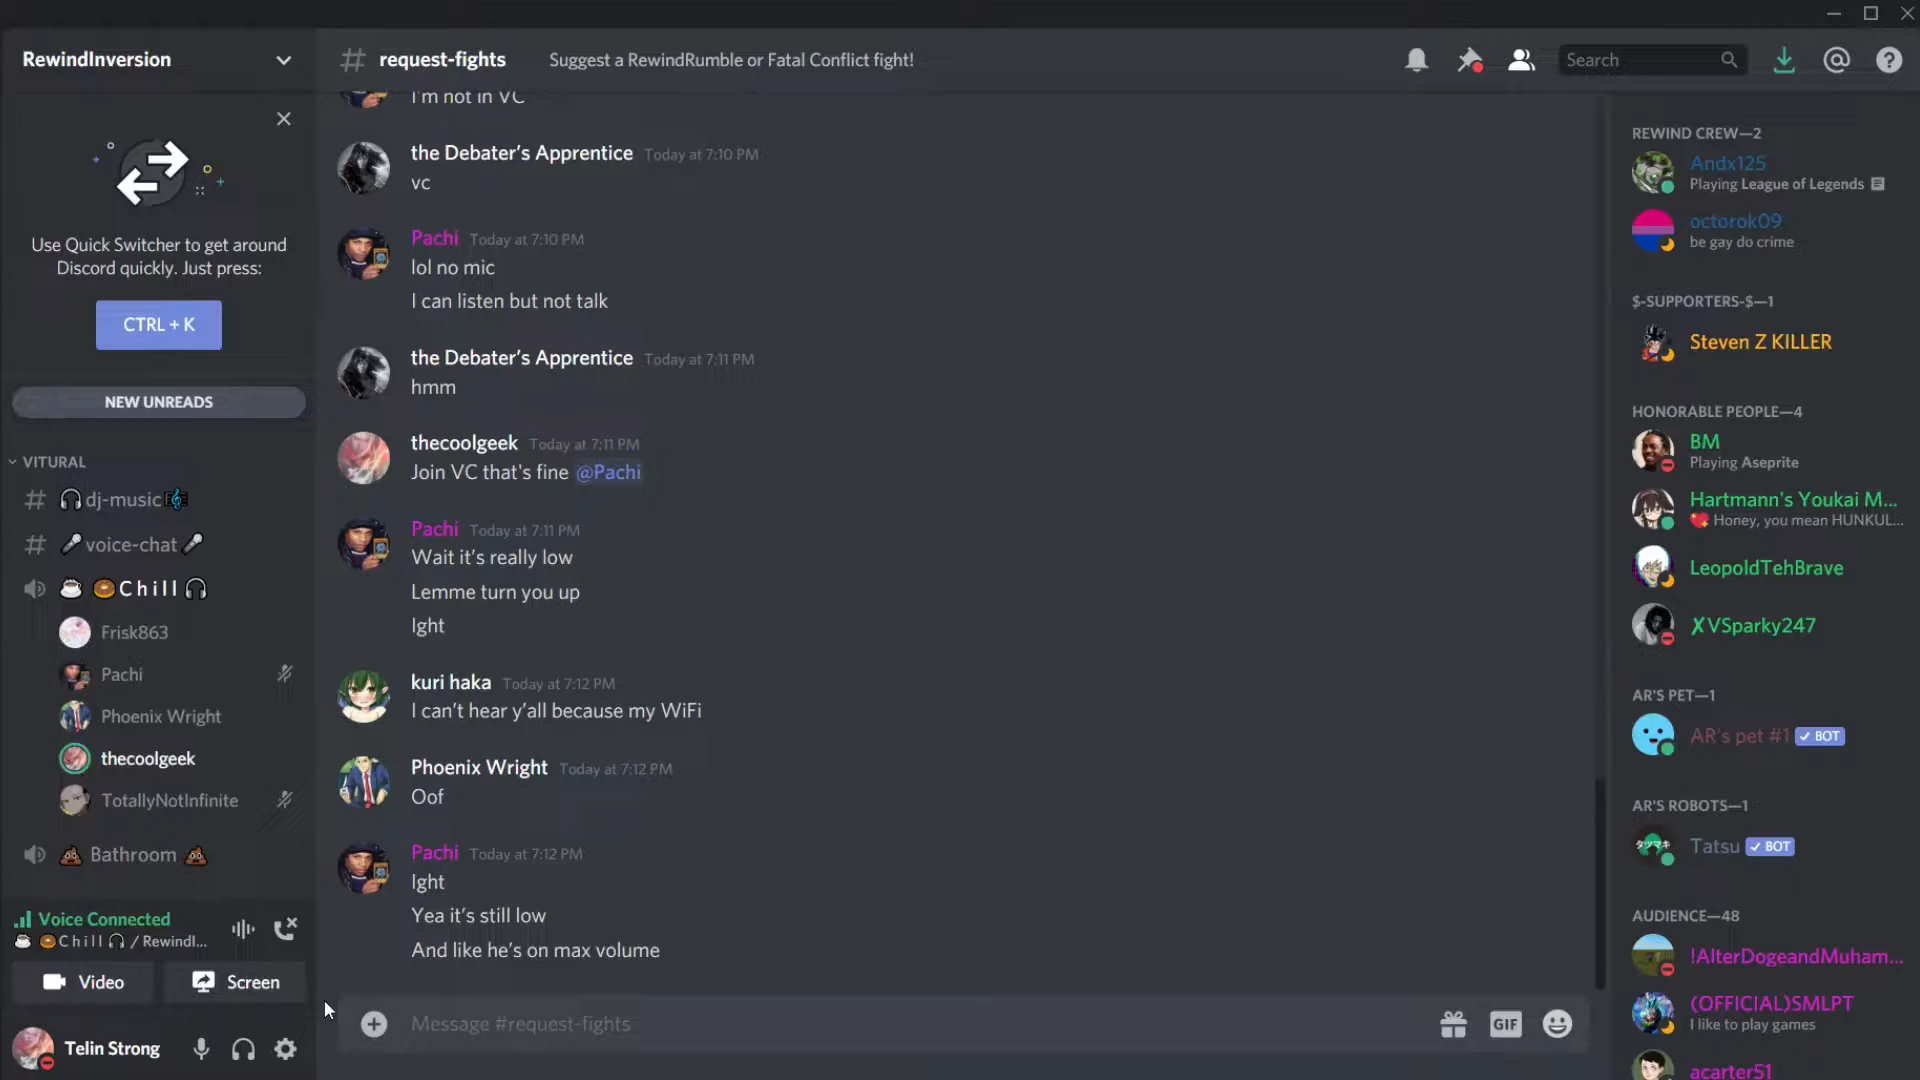 RewindInversion
request-fights
Suggest a RewindRumble or Fatal Conflict fight!
Search
Use Quick Switcher to get around
Discord quickly. Just press:
CTRL + K
NEW UNREADS
VITURAL
dj-music
voice-chat
Chill
Frisk863
Pachi
Phoenix Wright
thecoolgeek
TotallyNotInfinite
Bathroom
Voice Connected
Chill / RewindI...
Video
Screen
Telin Strong
I'm not in VC
the Debater's Apprentice Today at 7:10 PM
vc
Pachi Today at 7:10 PM
lol no mic
I can listen but not talk
the Debater's Apprentice Today at 7:11 PM
hmm
thecoolgeek Today at 7:11 PM
Join VC that's fine @Pachi
Pachi Today at 7:11 PM
Wait it's really low
Lemme turn you up
Ight
kuri haka Today at 7:12 PM
I can't hear y'all because my WiFi
Phoenix Wright Today at 7:12 PM
Oof
Pachi Today at 7:12 PM
Ight
Yea it's still low
And like he's on max volume
Message #request-fights
GIF
REWIND CREW—2
Andx125
Playing League of Legends
octorok09
be gay do crime
$-SUPPORTERS-$—1
Steven Z KILLER
HONORABLE PEOPLE—4
BM
Playing Aseprite
Hartmann's Youkai M...
Honey, you mean HUNKUL...
LeopoldTehBrave
✗VSparky247
AR'S PET—1
AR's pet #1 ✓ BOT
AR'S ROBOTS—1
タツマキ
Tatsu ✓ BOT
AUDIENCE—48
!AlterDogeandMuham...
(OFFICIAL)SMLPT
I like to play games
acarter51